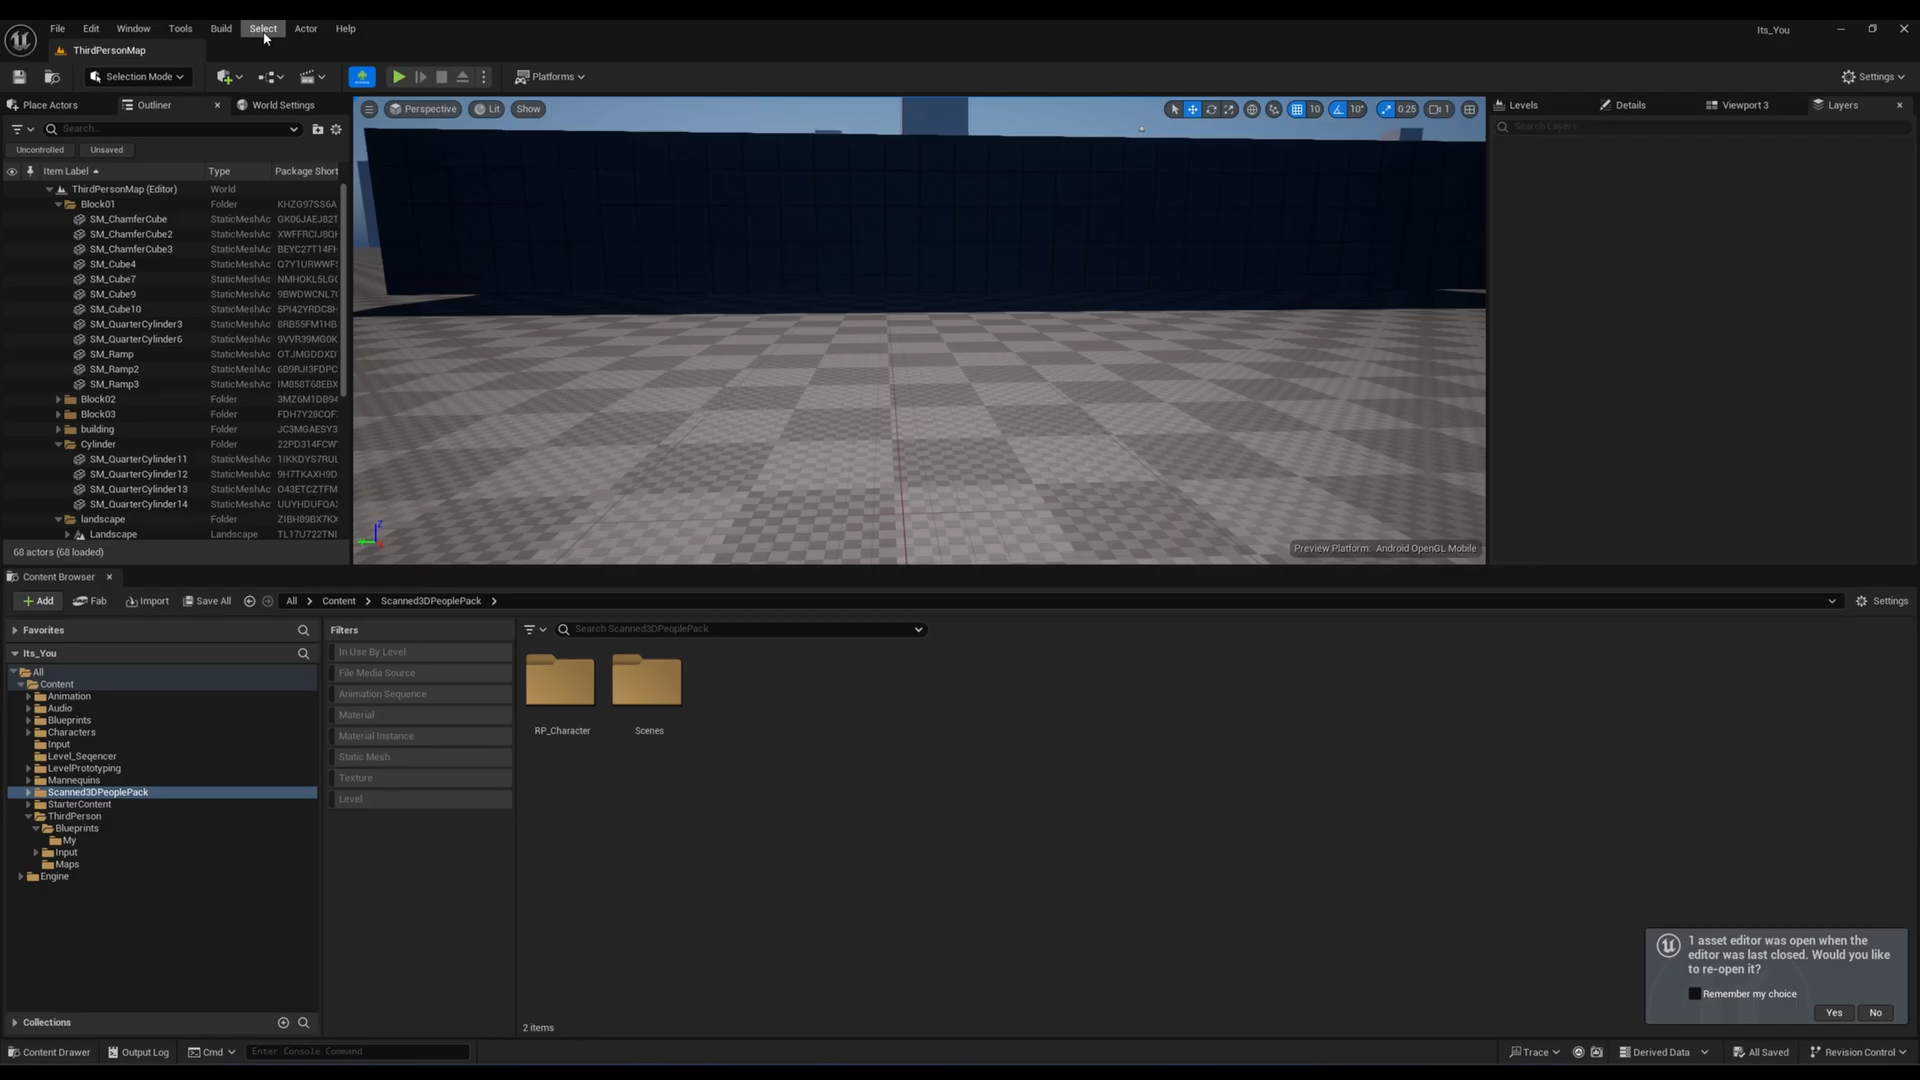 File Edit Window Tools Build Select Actor Help
Its_You
ThirdPersonMap
Selection Mode
Platforms
Settings
Place Actors
Outliner
World Settings
Perspective
Lit
Show
10
10°
0.25
1
Levels
Details
Viewport 3
Layers
Search...
Search Layers
Uncontrolled
Unsaved
Item Label Type Package Short
ThirdPersonMap (Editor) World
Block01 Folder KHZG97SS6A
SM_ChamferCube StaticMeshAc GK06JAEJ82T
SM_ChamferCube2 StaticMeshAc XWFFRCIJ8QH
SM_ChamferCube3 StaticMeshAc BEYC27T14FH
SM_Cube4 StaticMeshAc Q7Y1URWWF
SM_Cube7 StaticMeshAc NMHOKL5LG
SM_Cube9 StaticMeshAc 9BWDWCNL7
SM_Cube10 StaticMeshAc 5PI42YRDC8H
SM_QuarterCylinder3 StaticMeshAc 8RB55FM1HB
SM_QuarterCylinder6 StaticMeshAc 9VVR39MG0K
SM_Ramp StaticMeshAc OTJMGDDXD
SM_Ramp2 StaticMeshAc 6B9RJI3FDPC
SM_Ramp3 StaticMeshAc IM858T68EBX
Block02 Folder 3MZ6M1DB94
Block03 Folder FDH7Y28CQF
building Folder JC3MGAESY3
Cylinder Folder 22PD314FCW
SM_QuarterCylinder11 StaticMeshAc 1IKKDYS7RUL
SM_QuarterCylinder12 StaticMeshAc 9H7TKAXH9D
SM_QuarterCylinder13 StaticMeshAc O43ETCZTFM
SM_QuarterCylinder14 StaticMeshAc UUYHDUFQA
landscape Folder ZIBH89BX7K
Landscape Landscape TL17U722TNI
68 actors (68 loaded)
Z
Preview Platform: Android OpenGL Mobile
Content Browser
Add
Fab
Import
Save All
All > Content > Scanned3DPeoplePack >
Settings
Favorites
Its_You
All
Content
Animation
Audio
Blueprints
Characters
Input
Level_Seqencer
LevelPrototyping
Mannequins
Scanned3DPeoplePack
StarterContent
ThirdPerson
Blueprints
My
Input
Maps
Engine
Collections
Filters
In Use By Level
File Media Source
Animation Sequence
Material
Material Instance
Static Mesh
Texture
Level
Search Scanned3DPeoplePack
RP_Character
Scenes
2 items
1 asset editor was open when the
editor was last closed. Would you like
to re-open it?
Remember my choice
Yes
No
Content Drawer
Output Log
Cmd
Enter Console Command
Trace
Derived Data
All Saved
Revision Control